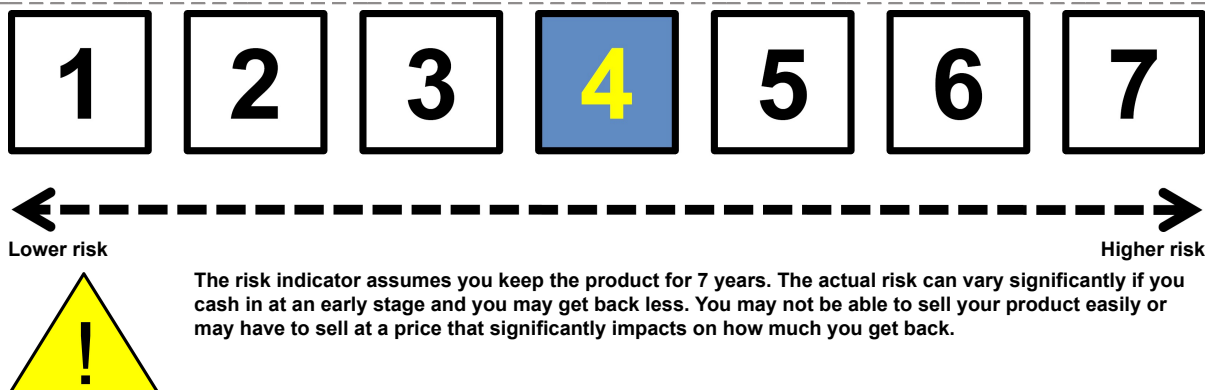 1 2 3 4 5 6 7
Lower risk Higher risk
The risk indicator assumes you keep the product for 7 years. The actual risk can vary significantly if you
cash in at an early stage and you may get back less. You may not be able to sell your product easily or
may have to sell at a price that significantly impacts on how much you get back.
!